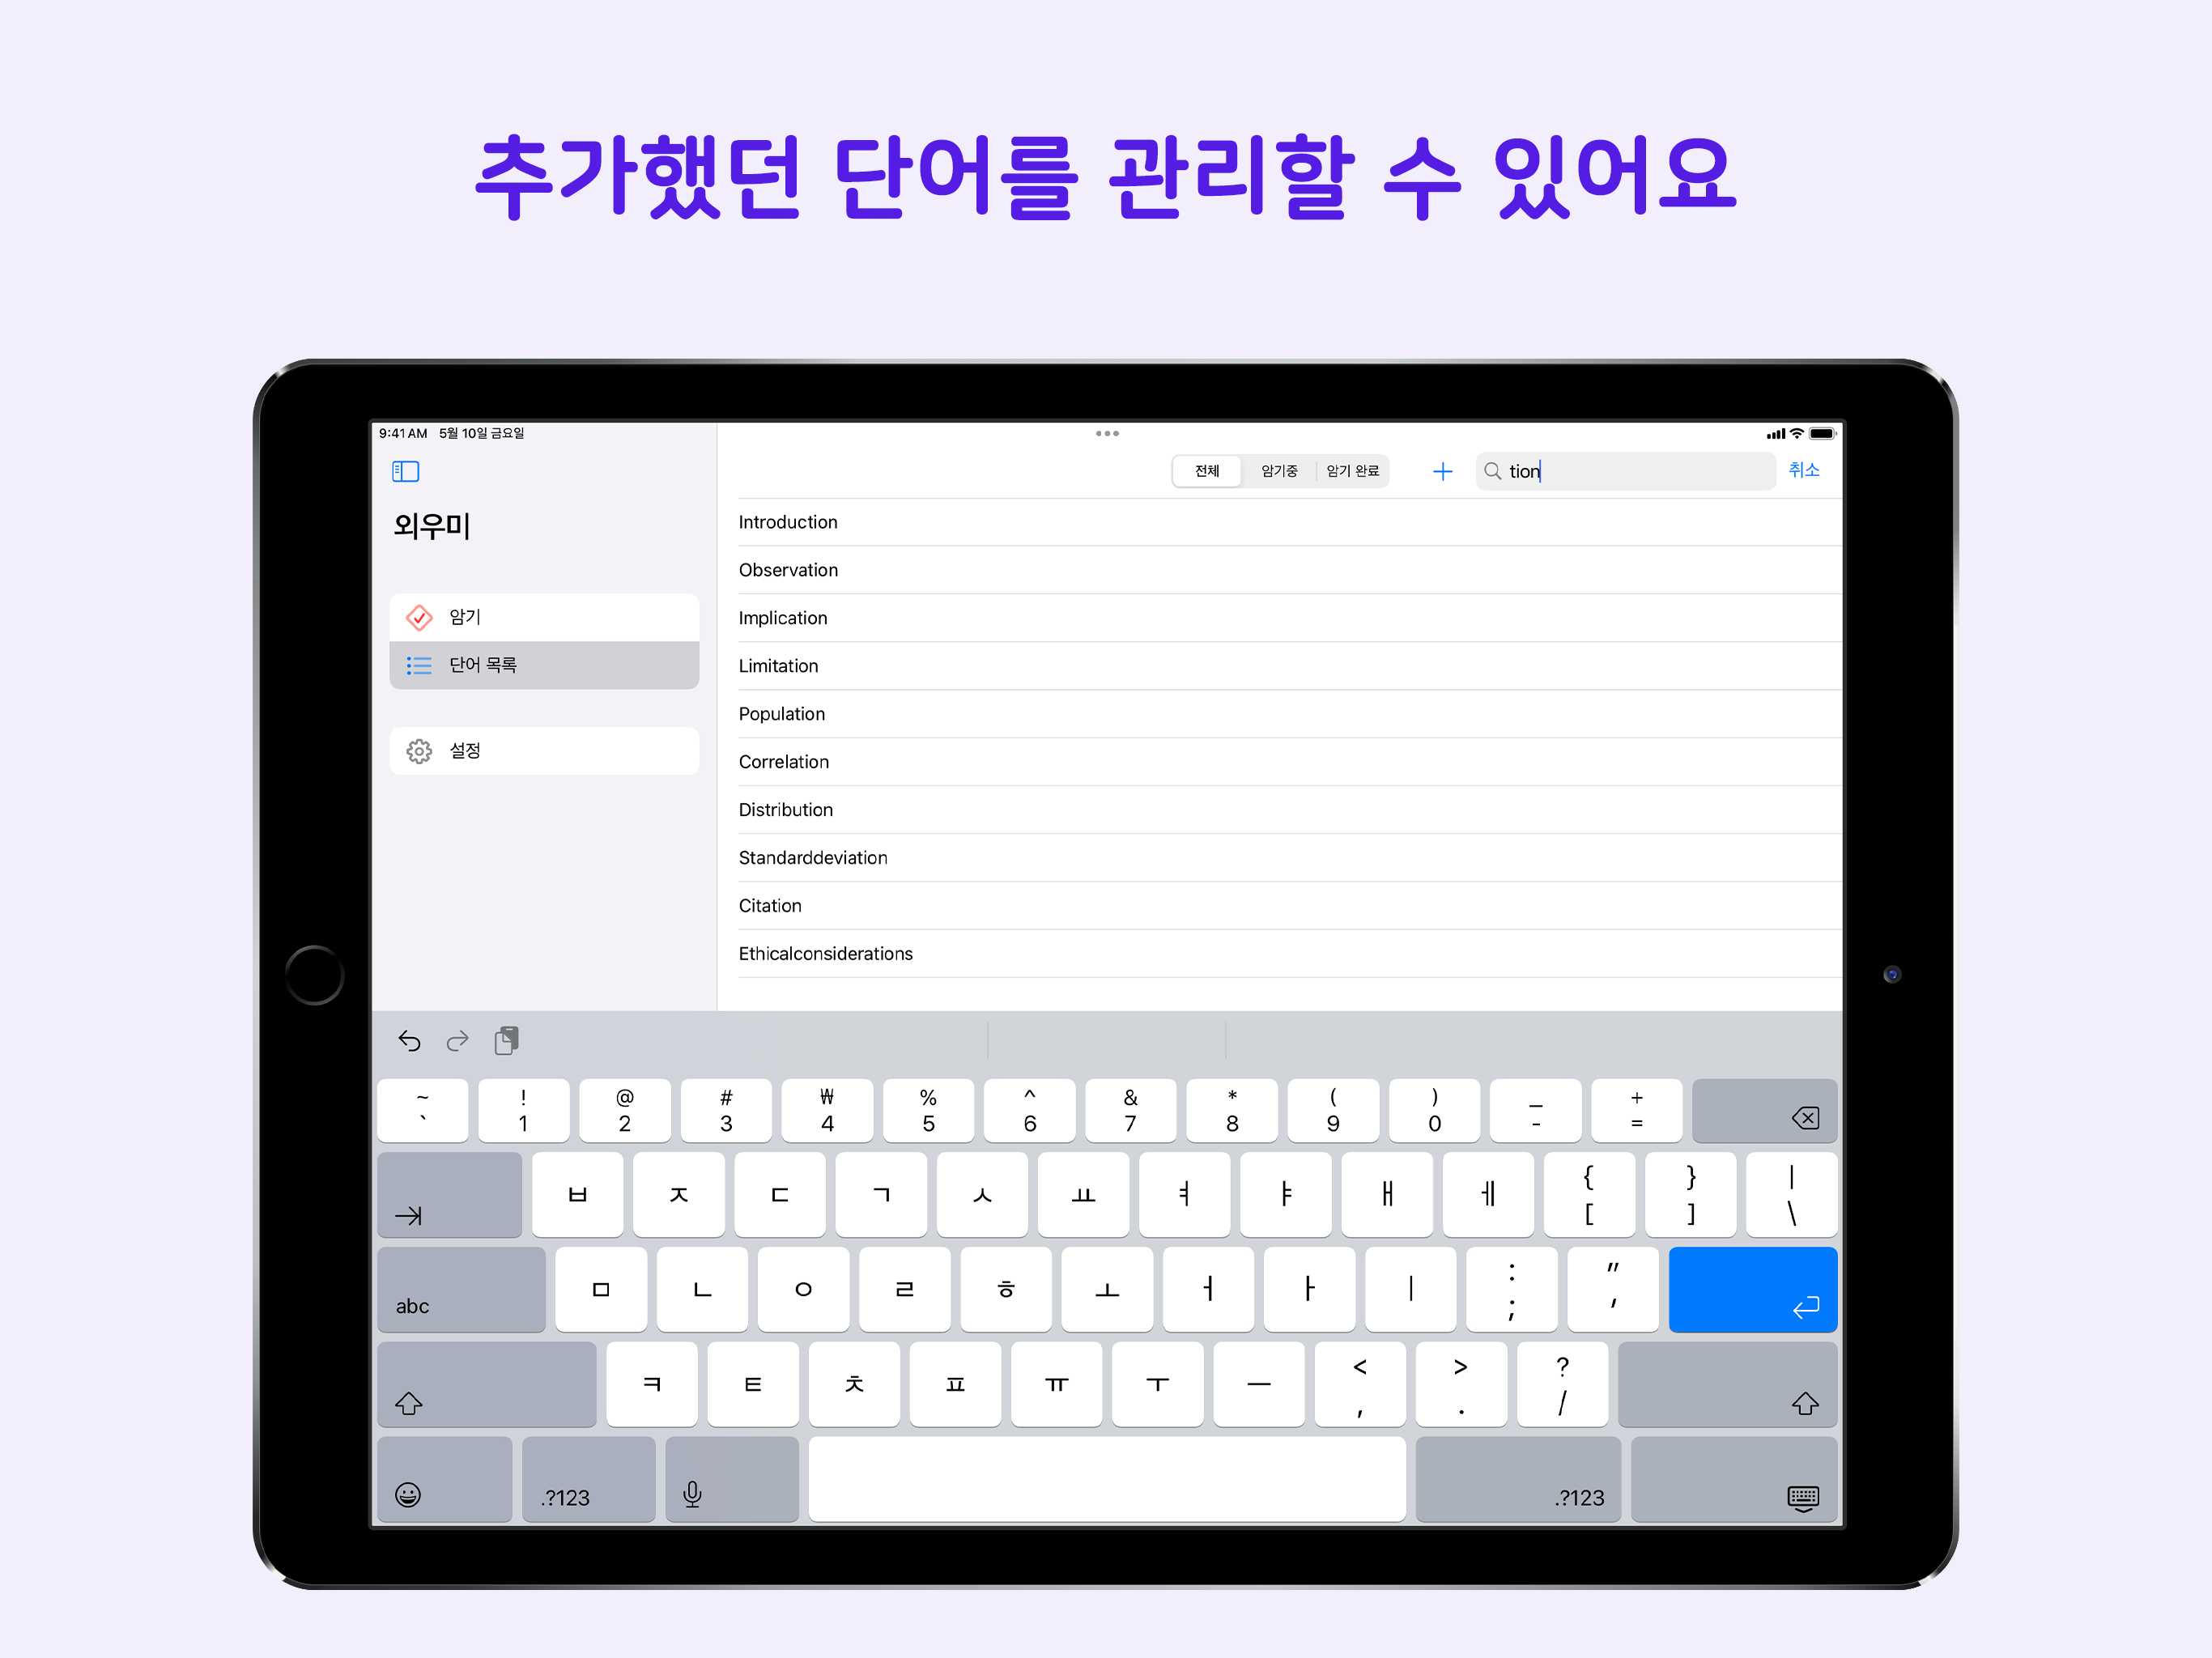 추가했던 단어를 관리할 수 있어요
9:41 AM 5월 10일 금요일
전체 암기중 암기 완료 tion 취소
외우미
암기
단어 목록
설정
Introduction
Observation
Implication
Limitation
Population
Correlation
Distribution
Standarddeviation
Citation
Ethicalconsiderations
~ ! @ # ₩ % ^ & * ( ) _ +
` 1 2 3 4 5 6 7 8 9 0 - =
ㅂ ㅈ ㄷ ㄱ ㅅ ㅛ ㅕ ㅑ ㅐ ㅔ { } |
[ ] \
abc ㅁ ㄴ ㅇ ㄹ ㅎ ㅗ ㅓ ㅏ ㅣ : "
; '
ㅋ ㅌ ㅊ ㅍ ㅠ ㅜ ㅡ < > ?
, . /
.?123 .?123